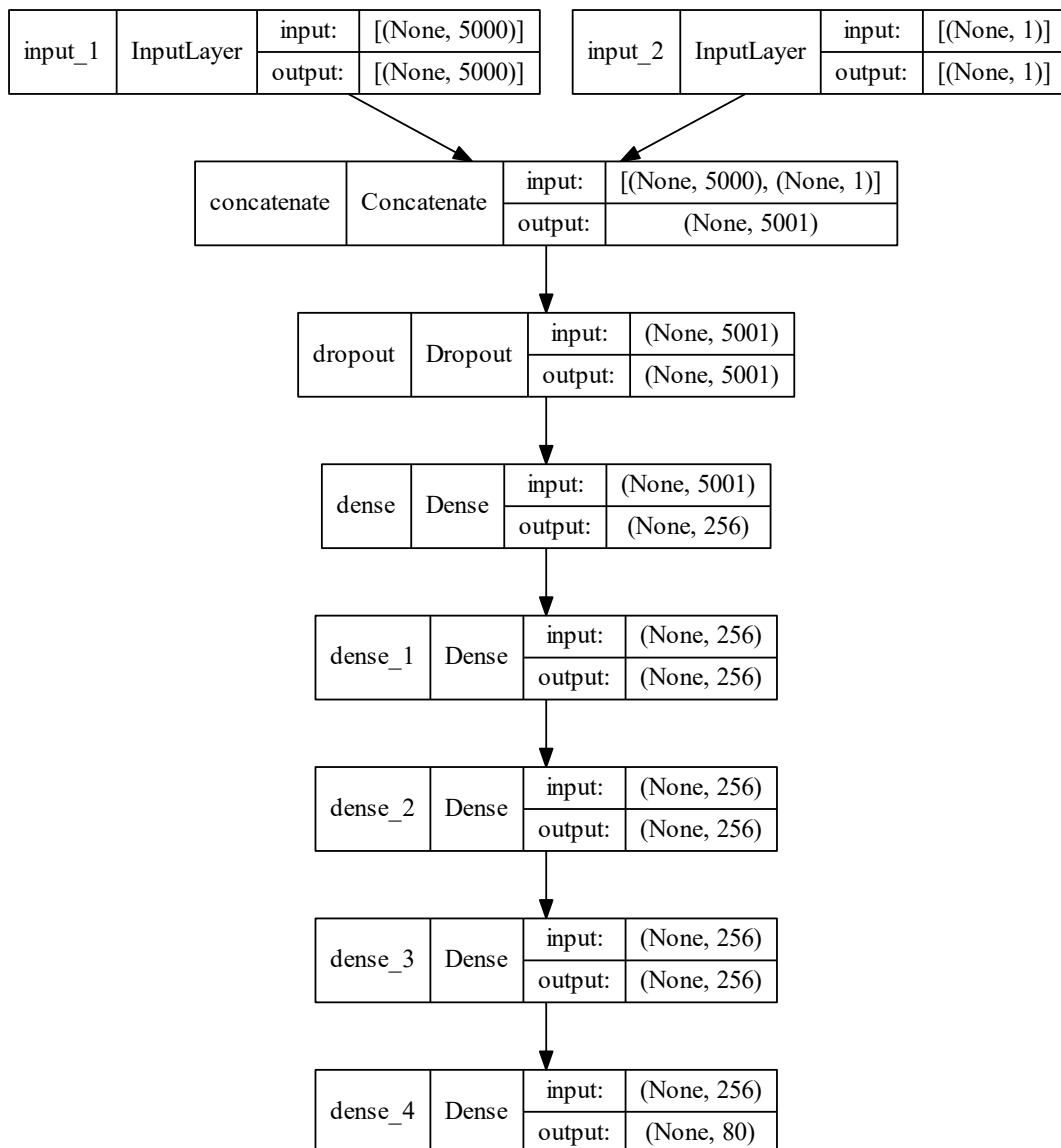 input_1 InputLayer input: [(None, 5000)]
output: [(None, 5000)]
input_2 InputLayer input: [(None, 1)]
output: [(None, 1)]
concatenate Concatenate input: [(None, 5000), (None, 1)]
output: (None, 5001)
dropout Dropout input: (None, 5001)
output: (None, 5001)
dense Dense input: (None, 5001)
output: (None, 256)
dense_1 Dense input: (None, 256)
output: (None, 256)
dense_2 Dense input: (None, 256)
output: (None, 256)
dense_3 Dense input: (None, 256)
output: (None, 256)
dense_4 Dense input: (None, 256)
output: (None, 80)